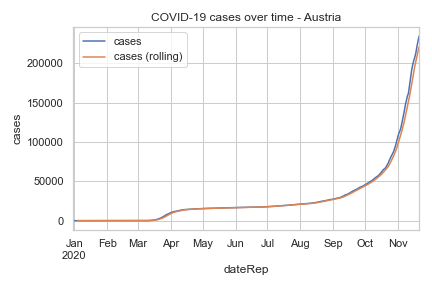 COVID-19 cases over time - Austria
cases
cases (rolling)
200000
150000
100000
50000
0
cases
Jan Feb Mar Apr May Jun Jul Aug Sep Oct Nov
2020
dateRep